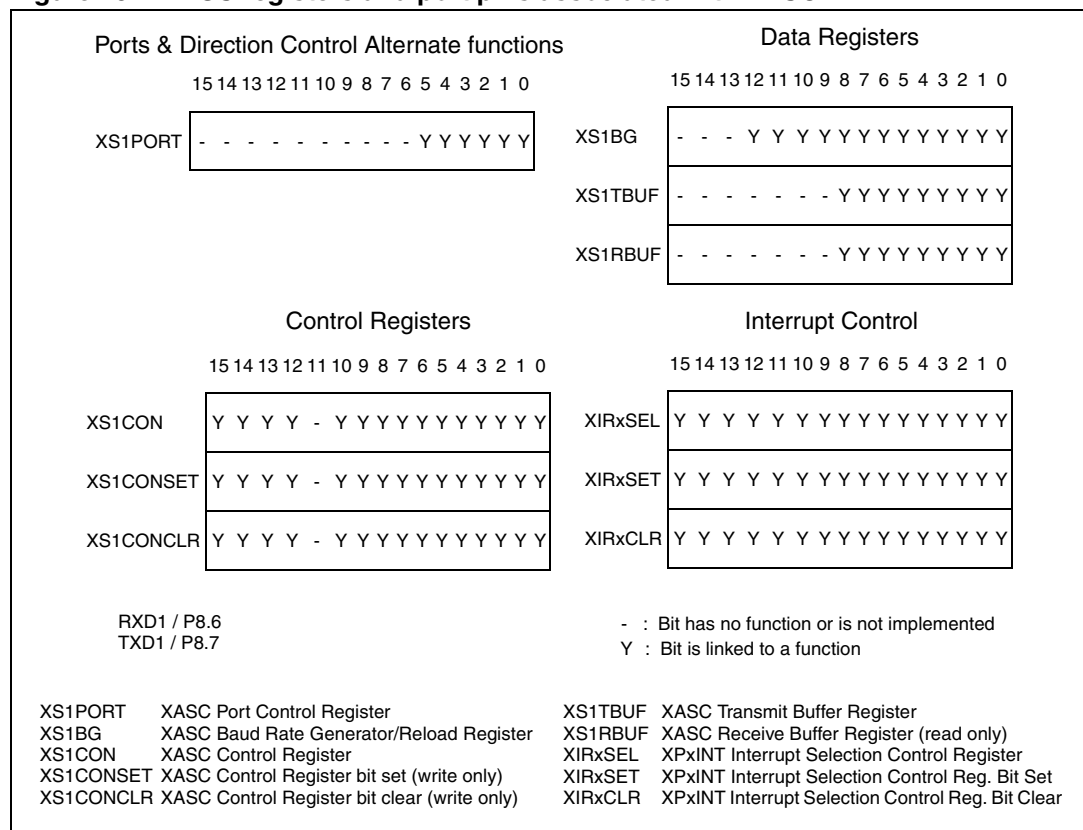 Ports & Direction Control Alternate functions
15 14 13 12 11 10 9 8 7 6 5 4 3 2 1 0
XS1PORT - - - - - - - - - - Y Y Y Y Y Y
Data Registers
15 14 13 12 11 10 9 8 7 6 5 4 3 2 1 0
XS1BG - - - Y Y Y Y Y Y Y Y Y Y Y Y Y
XS1TBUF - - - - - - - Y Y Y Y Y Y Y Y Y
XS1RBUF - - - - - - - Y Y Y Y Y Y Y Y Y
Control Registers
15 14 13 12 11 10 9 8 7 6 5 4 3 2 1 0
XS1CON Y Y Y Y - Y Y Y Y Y Y Y Y Y Y Y
XS1CONSET Y Y Y Y - Y Y Y Y Y Y Y Y Y Y Y
XS1CONCLR Y Y Y Y - Y Y Y Y Y Y Y Y Y Y Y
Interrupt Control
15 14 13 12 11 10 9 8 7 6 5 4 3 2 1 0
XIRxSEL Y Y Y Y Y Y Y Y Y Y Y Y Y Y Y Y
XIRxSET Y Y Y Y Y Y Y Y Y Y Y Y Y Y Y Y
XIRxCLR Y Y Y Y Y Y Y Y Y Y Y Y Y Y Y Y
RXD1 / P8.6
TXD1 / P8.7
- : Bit has no function or is not implemented
Y : Bit is linked to a function
XS1PORT XASC Port Control Register
XS1BG XASC Baud Rate Generator/Reload Register
XS1CON XASC Control Register
XS1CONSET XASC Control Register bit set (write only)
XS1CONCLR XASC Control Register bit clear (write only)
XS1TBUF XASC Transmit Buffer Register
XS1RBUF XASC Receive Buffer Register (read only)
XIRxSEL XPxINT Interrupt Selection Control Register
XIRxSET XPxINT Interrupt Selection Control Reg. Bit Set
XIRxCLR XPxINT Interrupt Selection Control Reg. Bit Clear